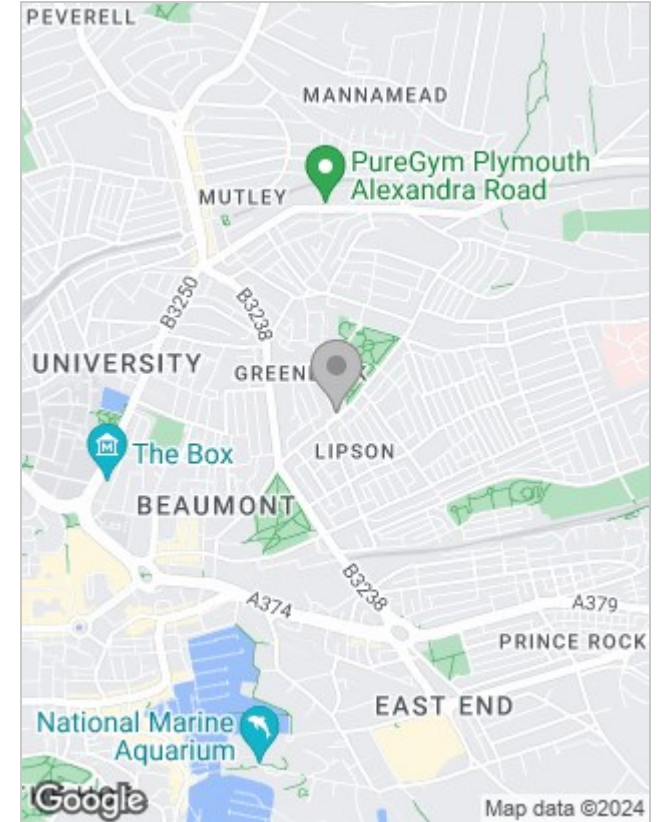 PEVERELL
MANNAMEAD
PureGym Plymouth
Alexandra Road
MUTLEY
B3250
B3238
UNIVERSITY
The Box
LIPSON
BEAUMONT
B3238
A374
A379
PRINCE ROCK
EAST END
National Marine
Aquarium
Google
Map data ©2024